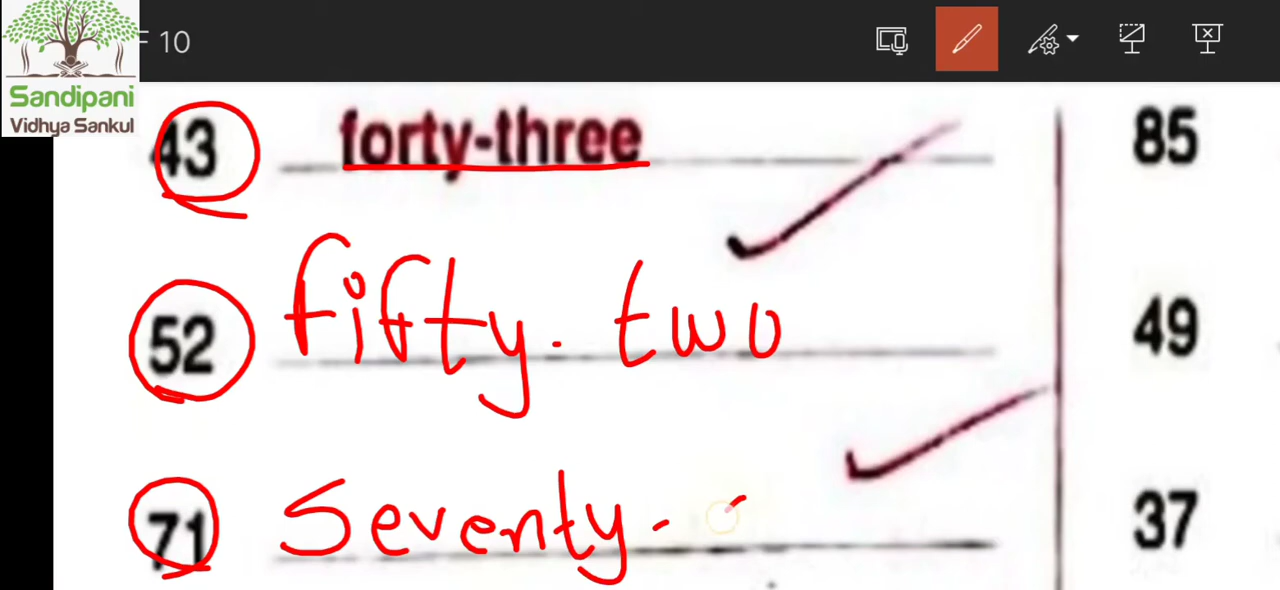 10
Sandipani
Vidhya Sankul
43 forty-three 85
52 fifty. two 49
71 Seventy. 37